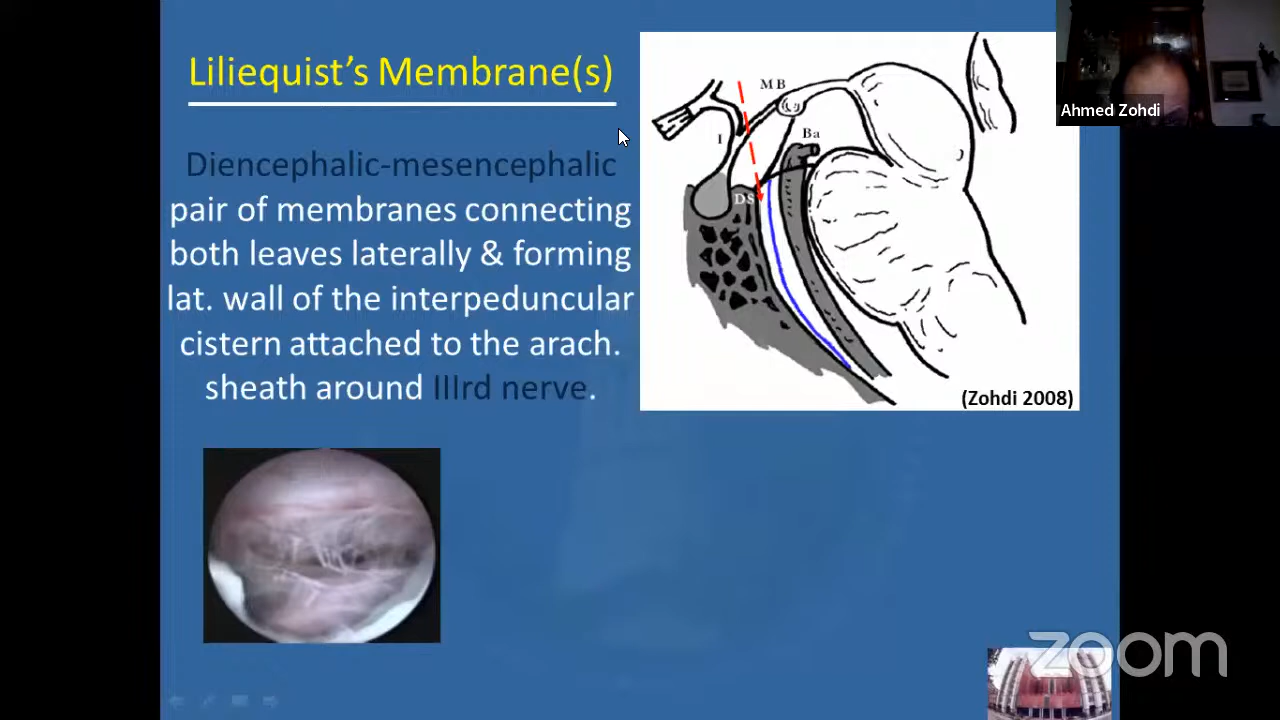 Liliequist's Membrane(s)
Diencephalic-mesencephalic
pair of membranes connecting
both leaves laterally & forming
lat. wall of the interpeduncular
cistern attached to the arach.
sheath around IIIrd nerve.
MB
I
Ba
DS
(Zohdi 2008)
Ahmed Zohdi
zoom